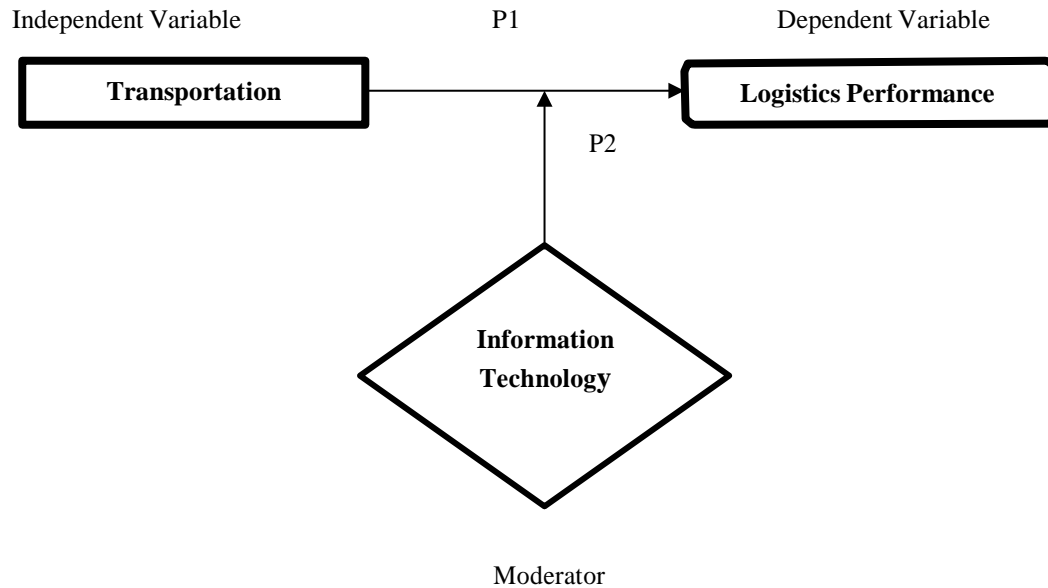 Independent Variable
P1
Dependent Variable
Transportation
Logistics Performance
P2
Information
Technology
Moderator